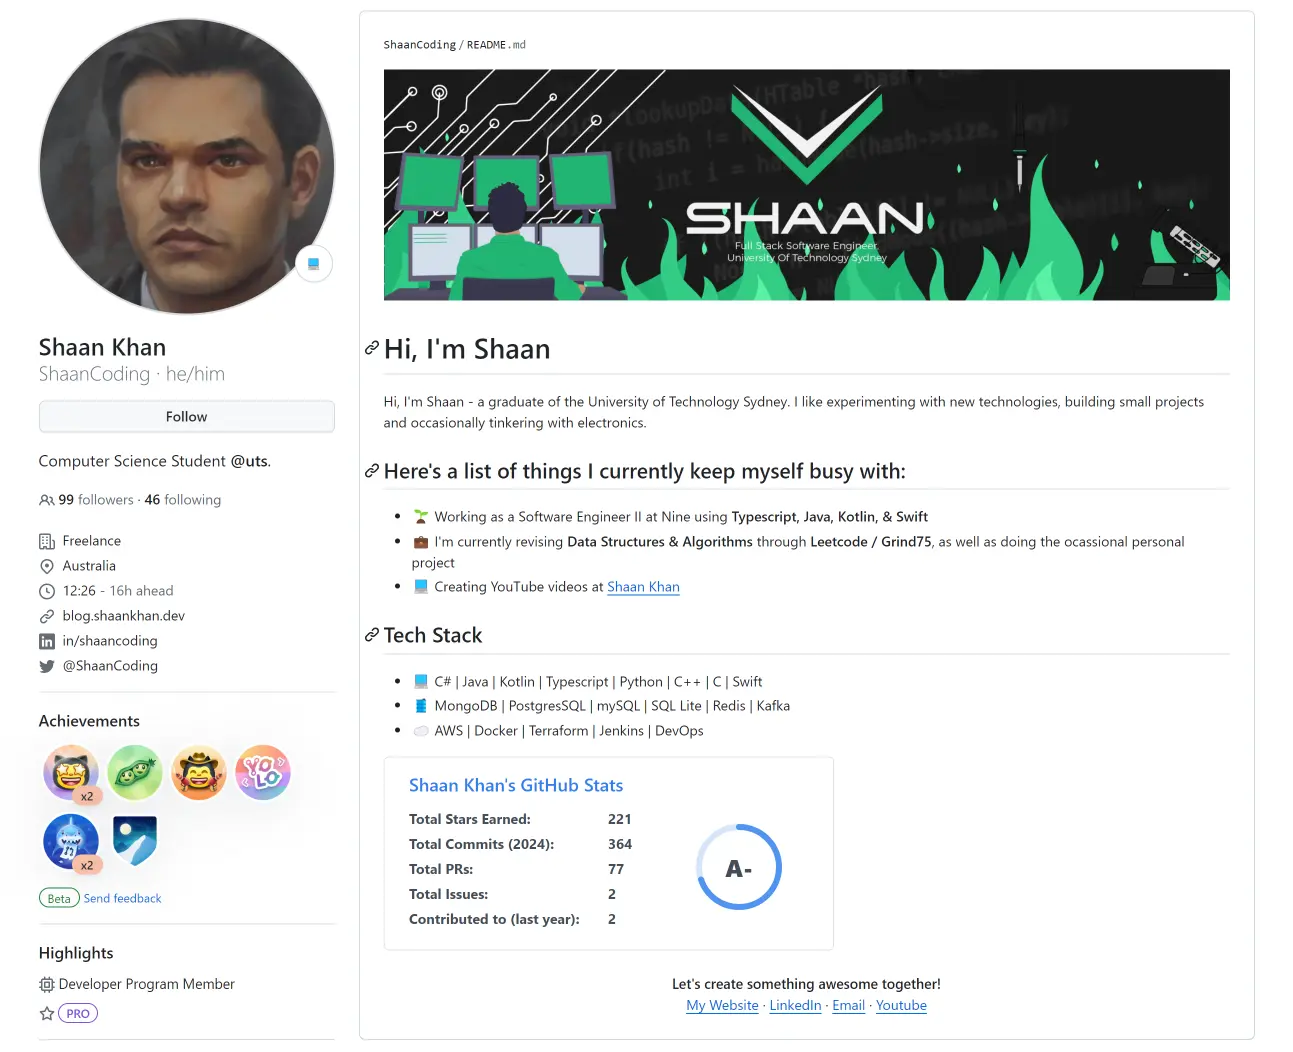 Shaan Khan
ShaanCoding · he/him
Follow
Computer Science Student @uts.
99 followers · 46 following
Freelance
Australia
12:26 - 16h ahead
blog.shaankhan.dev
in/shaancoding
@ShaanCoding
Achievements
x2
YOLO
x2
Beta Send feedback
Highlights
Developer Program Member
PRO
ShaanCoding / README.md
SHAAN
Full Stack Software Engineer,
University Of Technology Sydney
Hi, I'm Shaan
Hi, I'm Shaan - a graduate of the University of Technology Sydney. I like experimenting with new technologies, building small projects
and occasionally tinkering with electronics.
Here's a list of things I currently keep myself busy with:
Working as a Software Engineer II at Nine using Typescript, Java, Kotlin, & Swift
I'm currently revising Data Structures & Algorithms through Leetcode / Grind75, as well as doing the ocassional personal
project
Creating YouTube videos at Shaan Khan
Tech Stack
C# | Java | Kotlin | Typescript | Python | C++ | C | Swift
MongoDB | PostgresSQL | mySQL | SQL Lite | Redis | Kafka
AWS | Docker | Terraform | Jenkins | DevOps
Shaan Khan's GitHub Stats
Total Stars Earned: 221
Total Commits (2024): 364
Total PRs: 77
Total Issues: 2
Contributed to (last year): 2
A-
Let's create something awesome together!
My Website · LinkedIn · Email · Youtube